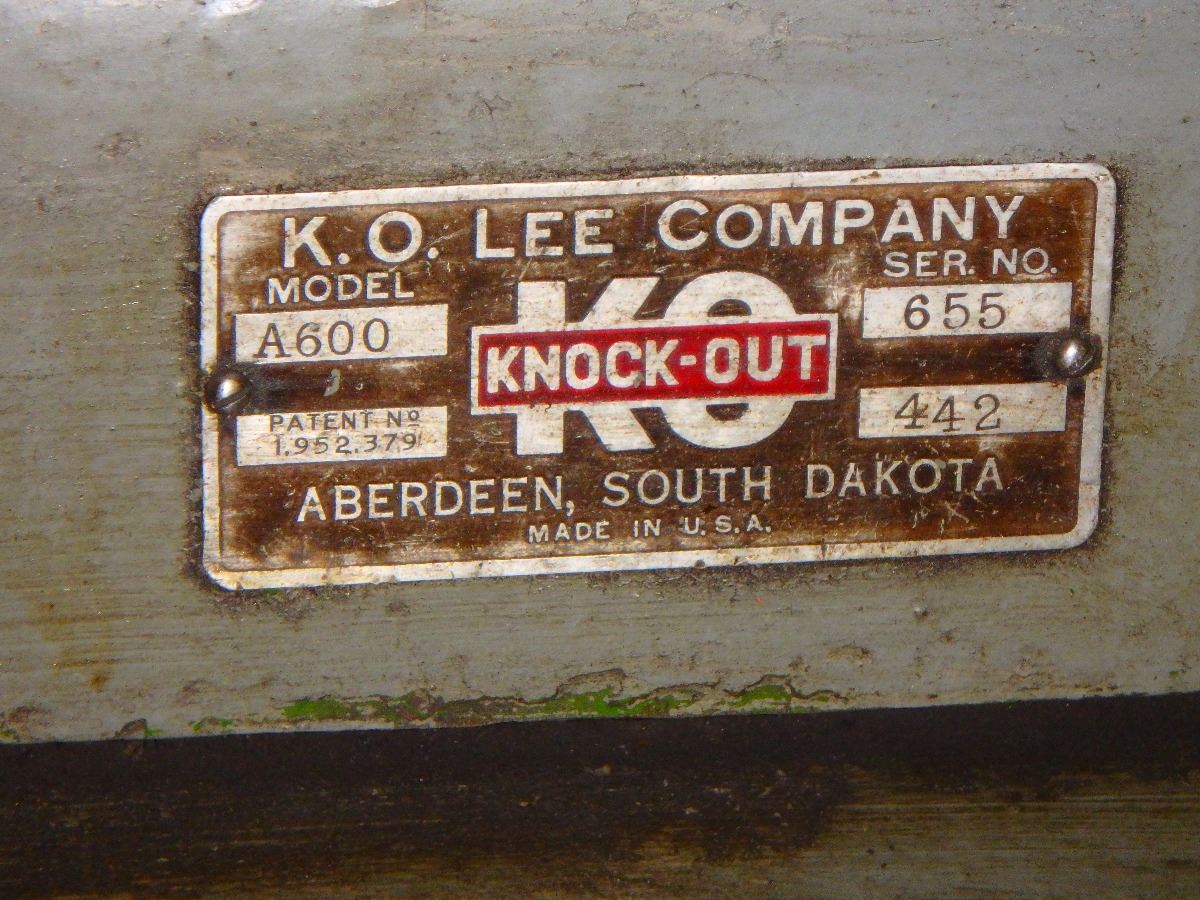 K. O. LEE COMPANY
MODEL
SER. NO.
A600
655
KO
KNOCK-OUT
PATENT Nº
1,952,379
442
ABERDEEN, SOUTH DAKOTA
MADE IN U.S.A.